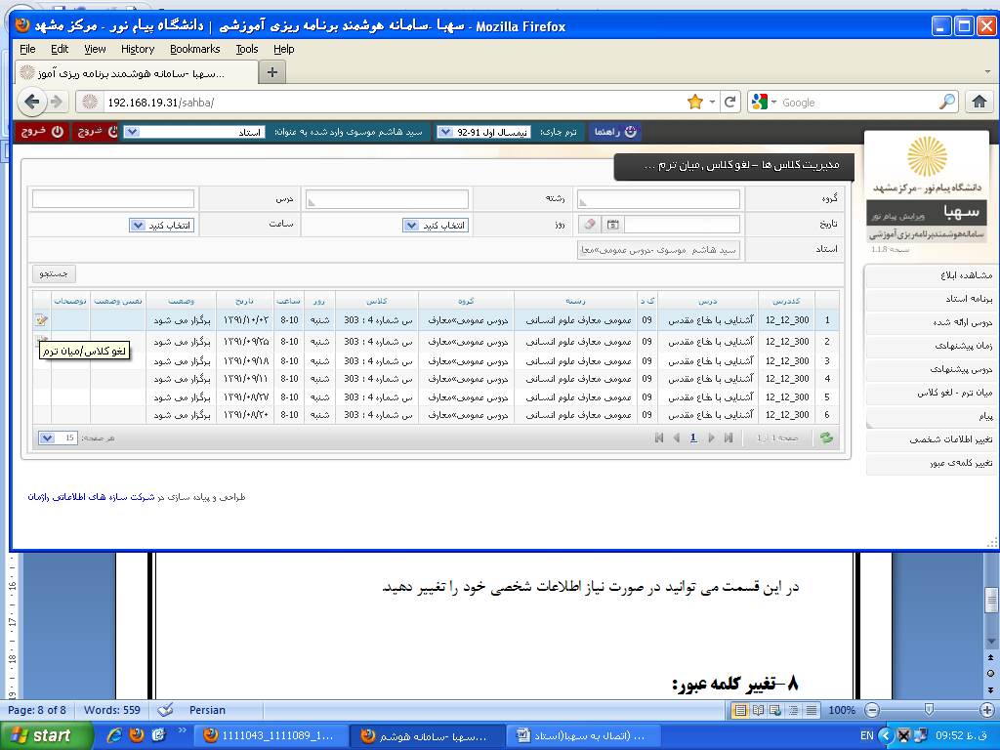 سهبا -سامانه هوشمند برنامه ریزی آموزشی | دانشگاه پیام نور - مرکز مشهد - Mozilla Firefox
File Edit View History Bookmarks Tools Help
سهبا -سامانه هوشمند برنامه ریزی آموز...
192.168.19.31/sahba/
Google
راهنما
ترم جاری: نیمسال اول 91-92
سید هاشم موسوی وارد شده به عنوان: استاد
خروج
خروج
مدیریت کلاس ها - لغو کلاس , میان ترم ...
دانشگاه پیام نور - مرکز مشهد
سهبا ویرایش پیام نور
سامانه هوشمند برنامه ریزی آموزشی
نسخه 1.1.8
گروه رشته درس
تاریخ روز انتخاب کنید ساعت انتخاب کنید
استاد سید هاشم موسوی -دروس عمومی»معا
جستجو
کددرس درس ک د رشته گروه کلاس روز ساعت تاریخ وضعیت تعیین وضعیت توضیحات
1 12_12_300 آشنایی با دفاع مقدس 09 عمومی معارف علوم انسانی دروس عمومی»معارف س شماره 4 : 303 شنبه 8-10 ۱۳۹۱/۱۰/۰۲ برگزار می شود
2 12_12_300 آشنایی با دفاع مقدس 09 عمومی معارف علوم انسانی دروس عمومی»معارف س شماره 4 : 303 شنبه 8-10 ۱۳۹۱/۰۹/۲۵ برگزار می شود
3 12_12_300 آشنایی با دفاع مقدس 09 عمومی معارف علوم انسانی دروس عمومی»معارف س شماره 4 : 303 شنبه 8-10 ۱۳۹۱/۰۹/۱۸ برگزار می شود
4 12_12_300 آشنایی با دفاع مقدس 09 عمومی معارف علوم انسانی دروس عمومی»معارف س شماره 4 : 303 شنبه 8-10 ۱۳۹۱/۰۹/۱۱ برگزار می شود
5 12_12_300 آشنایی با دفاع مقدس 09 عمومی معارف علوم انسانی دروس عمومی»معارف س شماره 4 : 303 شنبه 8-10 ۱۳۹۱/۰۸/۲۷ برگزار می شود
6 12_12_300 آشنایی با دفاع مقدس 09 عمومی معارف علوم انسانی دروس عمومی»معارف س شماره 4 : 303 شنبه 8-10 ۱۳۹۱/۰۸/۲۰ برگزار می شود
لغو کلاس/میان ترم
صفحه 1 از 1
1
هر صفحه: 15
مشاهده ابلاغ
برنامه استاد
دروس ارائه شده
زمان پیشنهادی
دروس پیشنهادی
میان ترم - لغو کلاس
پیام
تغییر اطلاعات شخصی
تغییر کلمه‌ی عبور
طراحی و پیاده سازی در شرکت سازه های اطلاعاتی راژمان
در این قسمت می توانید در صورت نیاز اطلاعات شخصی خود را تغییر دهید.
۸-تغییر کلمه عبور:
16
17
18
19
Page: 8 of 8 Words: 559 Persian 100%
start
1111043_1111089_1...
سهبا -سامانه هوشم...
اتصال به سهبا(استاد) ...
EN
09:52 ق.ظ